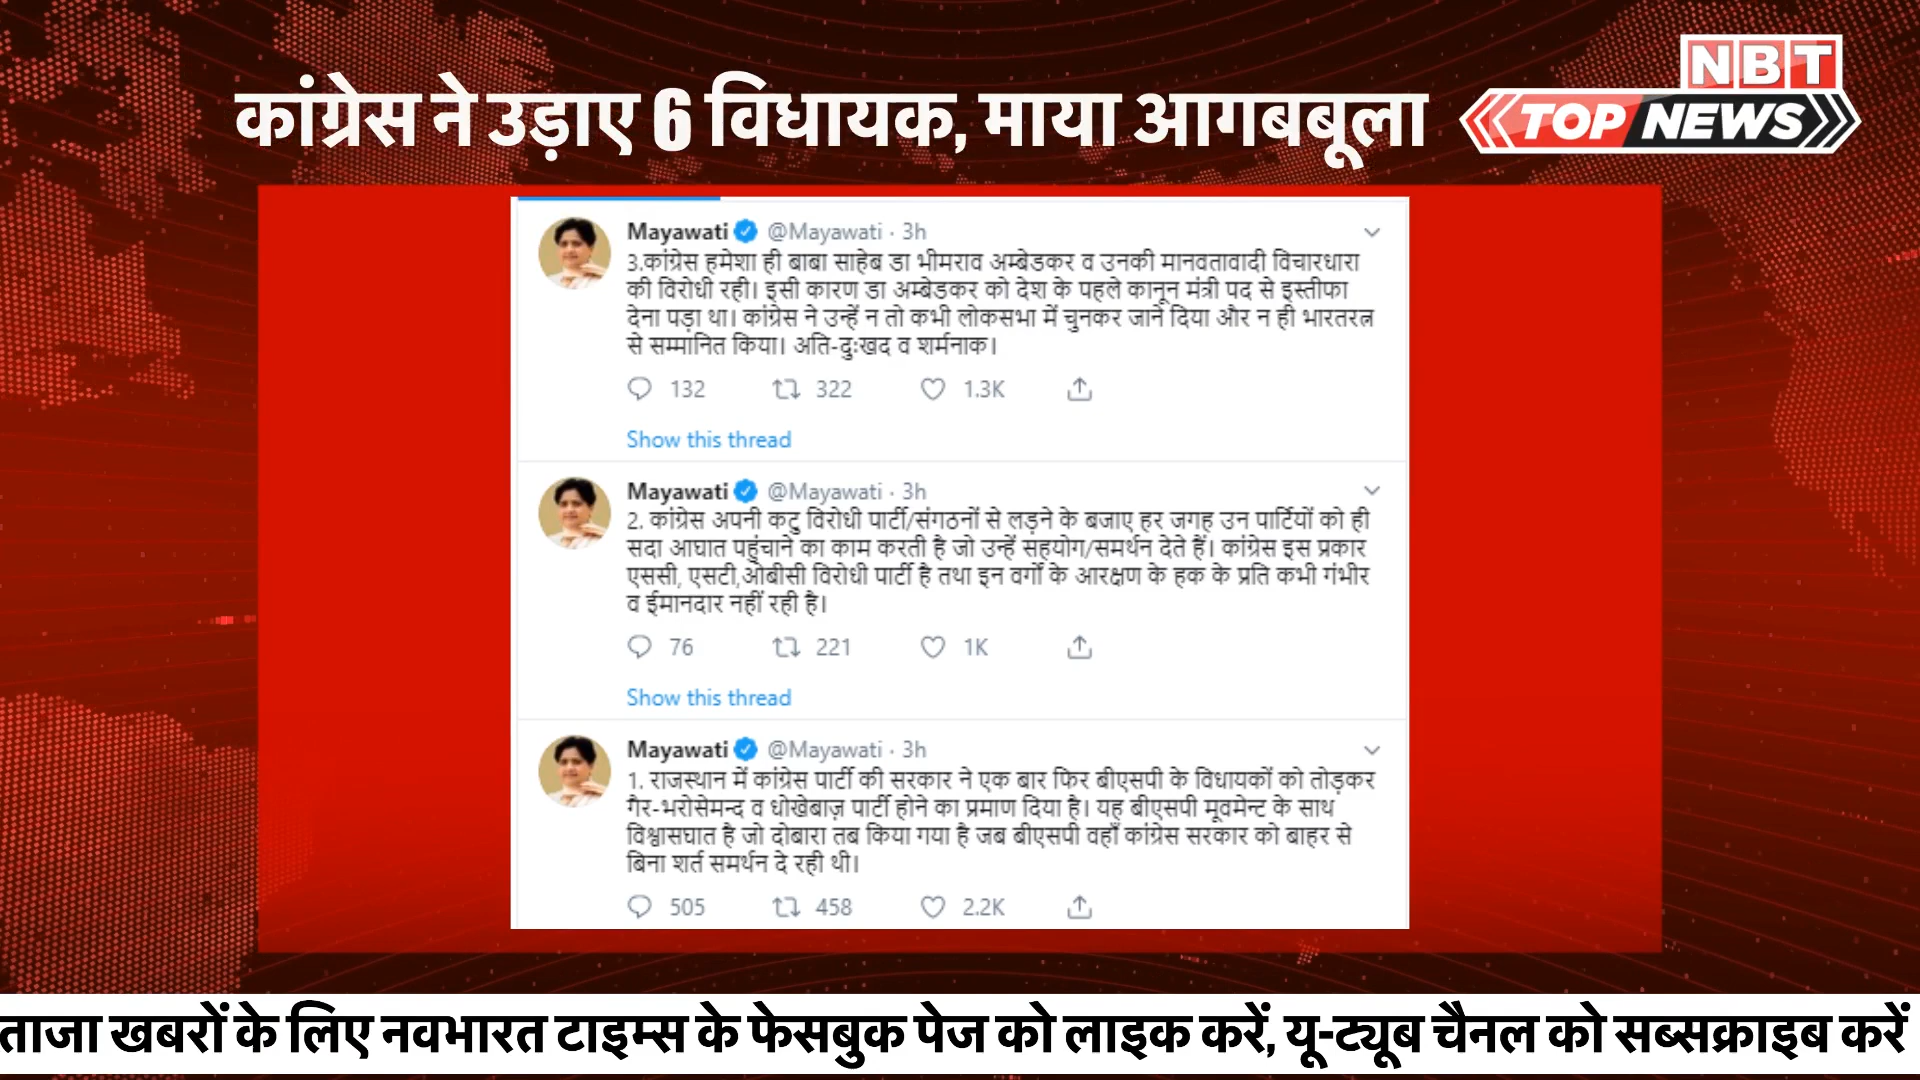 कांग्रेस ने उड़ाए 6 विधायक, माया आगबबूला
NBT
TOP NEWS
Mayawati @Mayawati · 3h
3.कांग्रेस हमेशा ही बाबा साहेब डा भीमराव अम्बेडकर व उनकी मानवतावादी विचारधारा
की विरोधी रही। इसी कारण डा अम्बेडकर को देश के पहले कानून मंत्री पद से इस्तीफा
देना पड़ा था। कांग्रेस ने उन्हें न तो कभी लोकसभा में चुनकर जाने दिया और न ही भारतरत्न
से सम्मानित किया। अति-दुःखद व शर्मनाक।
132 322 1.3K
Show this thread
Mayawati @Mayawati · 3h
2. कांग्रेस अपनी कटु विरोधी पार्टी/संगठनों से लड़ने के बजाए हर जगह उन पार्टियों को ही
सदा आघात पहुंचाने का काम करती है जो उन्हें सहयोग/समर्थन देते हैं। कांग्रेस इस प्रकार
एससी, एसटी,ओबीसी विरोधी पार्टी है तथा इन वर्गों के आरक्षण के हक के प्रति कभी गंभीर
व ईमानदार नहीं रही है।
76 221 1K
Show this thread
Mayawati @Mayawati · 3h
1. राजस्थान में कांग्रेस पार्टी की सरकार ने एक बार फिर बीएसपी के विधायकों को तोड़कर
गैर-भरोसेमन्द व धोखेबाज़ पार्टी होने का प्रमाण दिया है। यह बीएसपी मूवमेन्ट के साथ
विश्वासघात है जो दोबारा तब किया गया है जब बीएसपी वहाँ कांग्रेस सरकार को बाहर से
बिना शर्त समर्थन दे रही थी।
505 458 2.2K
ताजा खबरों के लिए नवभारत टाइम्स के फेसबुक पेज को लाइक करें, यू-ट्यूब चैनल को सब्सक्राइब करें